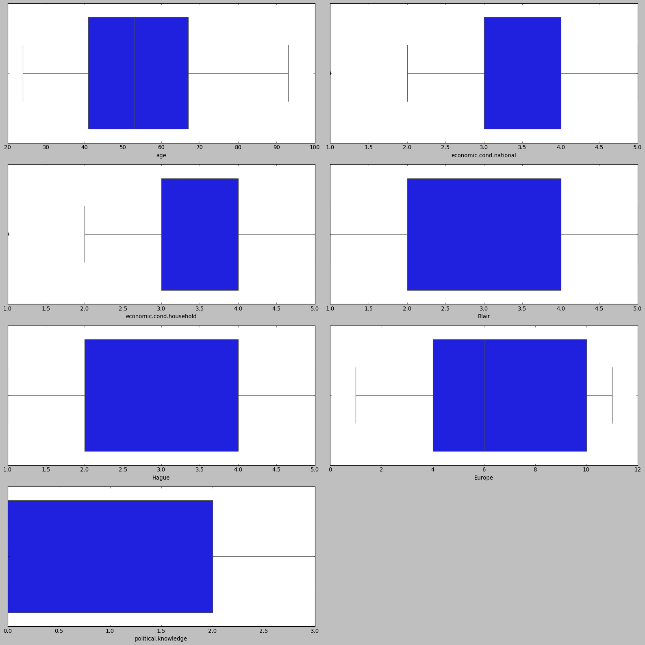 20 30 40 50 60 70 80 90 100
age
1.0 1.5 2.0 2.5 3.0 3.5 4.0 4.5 5.0
economic.cond.national
1.0 1.5 2.0 2.5 3.0 3.5 4.0 4.5 5.0
economic.cond.household
1.0 1.5 2.0 2.5 3.0 3.5 4.0 4.5 5.0
Blair
1.0 1.5 2.0 2.5 3.0 3.5 4.0 4.5 5.0
Hague
0 2 4 6 8 10 12
Europe
0.0 0.5 1.0 1.5 2.0 2.5 3.0
political.knowledge